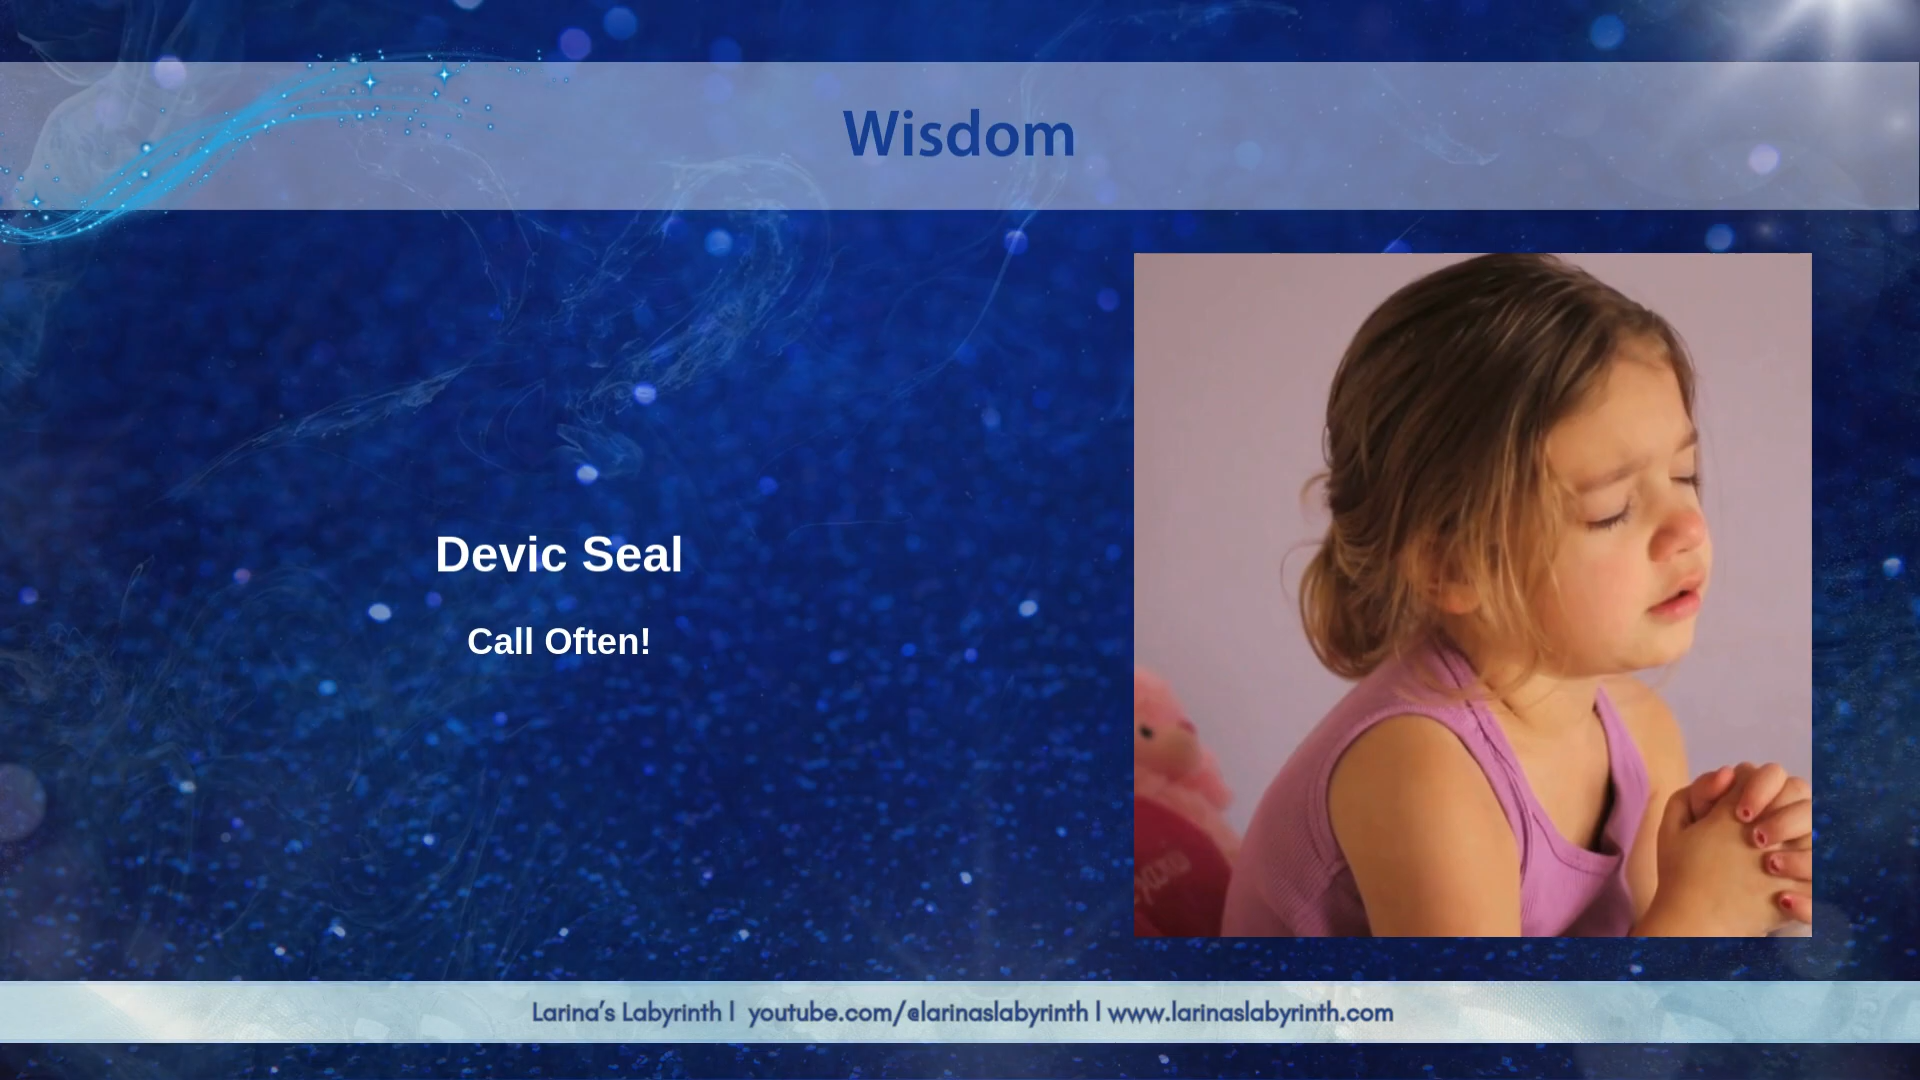 Wisdom
Devic Seal
Call Often!
Larina’s Labyrinth | youtube.com/@larinaslabyrinth | www.larinaslabyrinth.com